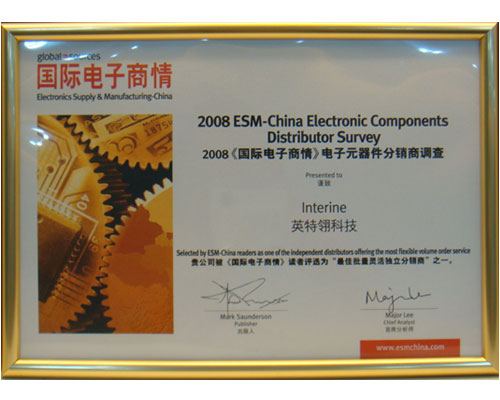 global sources
国际电子商情
Electronics Supply & Manufacturing-China
2008 ESM-China Electronic Components
Distributor Survey
2008《国际电子商情》电子元器件分销商调查
Presented to
谨致
Interine
英特翎科技
Selected by ESM-China readers as one of the independent distributors offering the most flexible volume order service
贵公司被《国际电子商情》读者评选为“最佳批量灵活独立分销商”之一。
Mark Saunderson
Publisher
出版人
Major Lee
Chief Analyst
首席分析师
www.esmchina.com